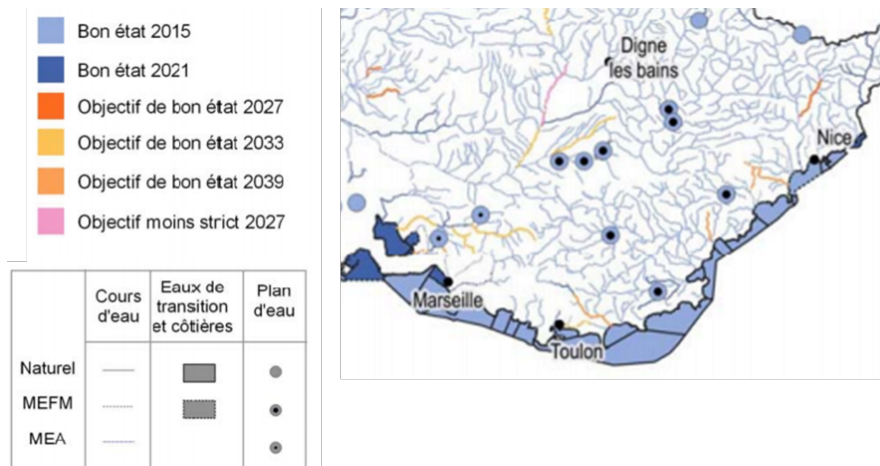 Bon état 2015
Bon état 2021
Objectif de bon état 2027
Objectif de bon état 2033
Objectif de bon état 2039
Objectif moins strict 2027
Cours
d'eau
Eaux de
transition
et côtières
Plan
d'eau
Naturel
MEFM
MEA
Digne
les bains
Nice
Marseille
Toulon